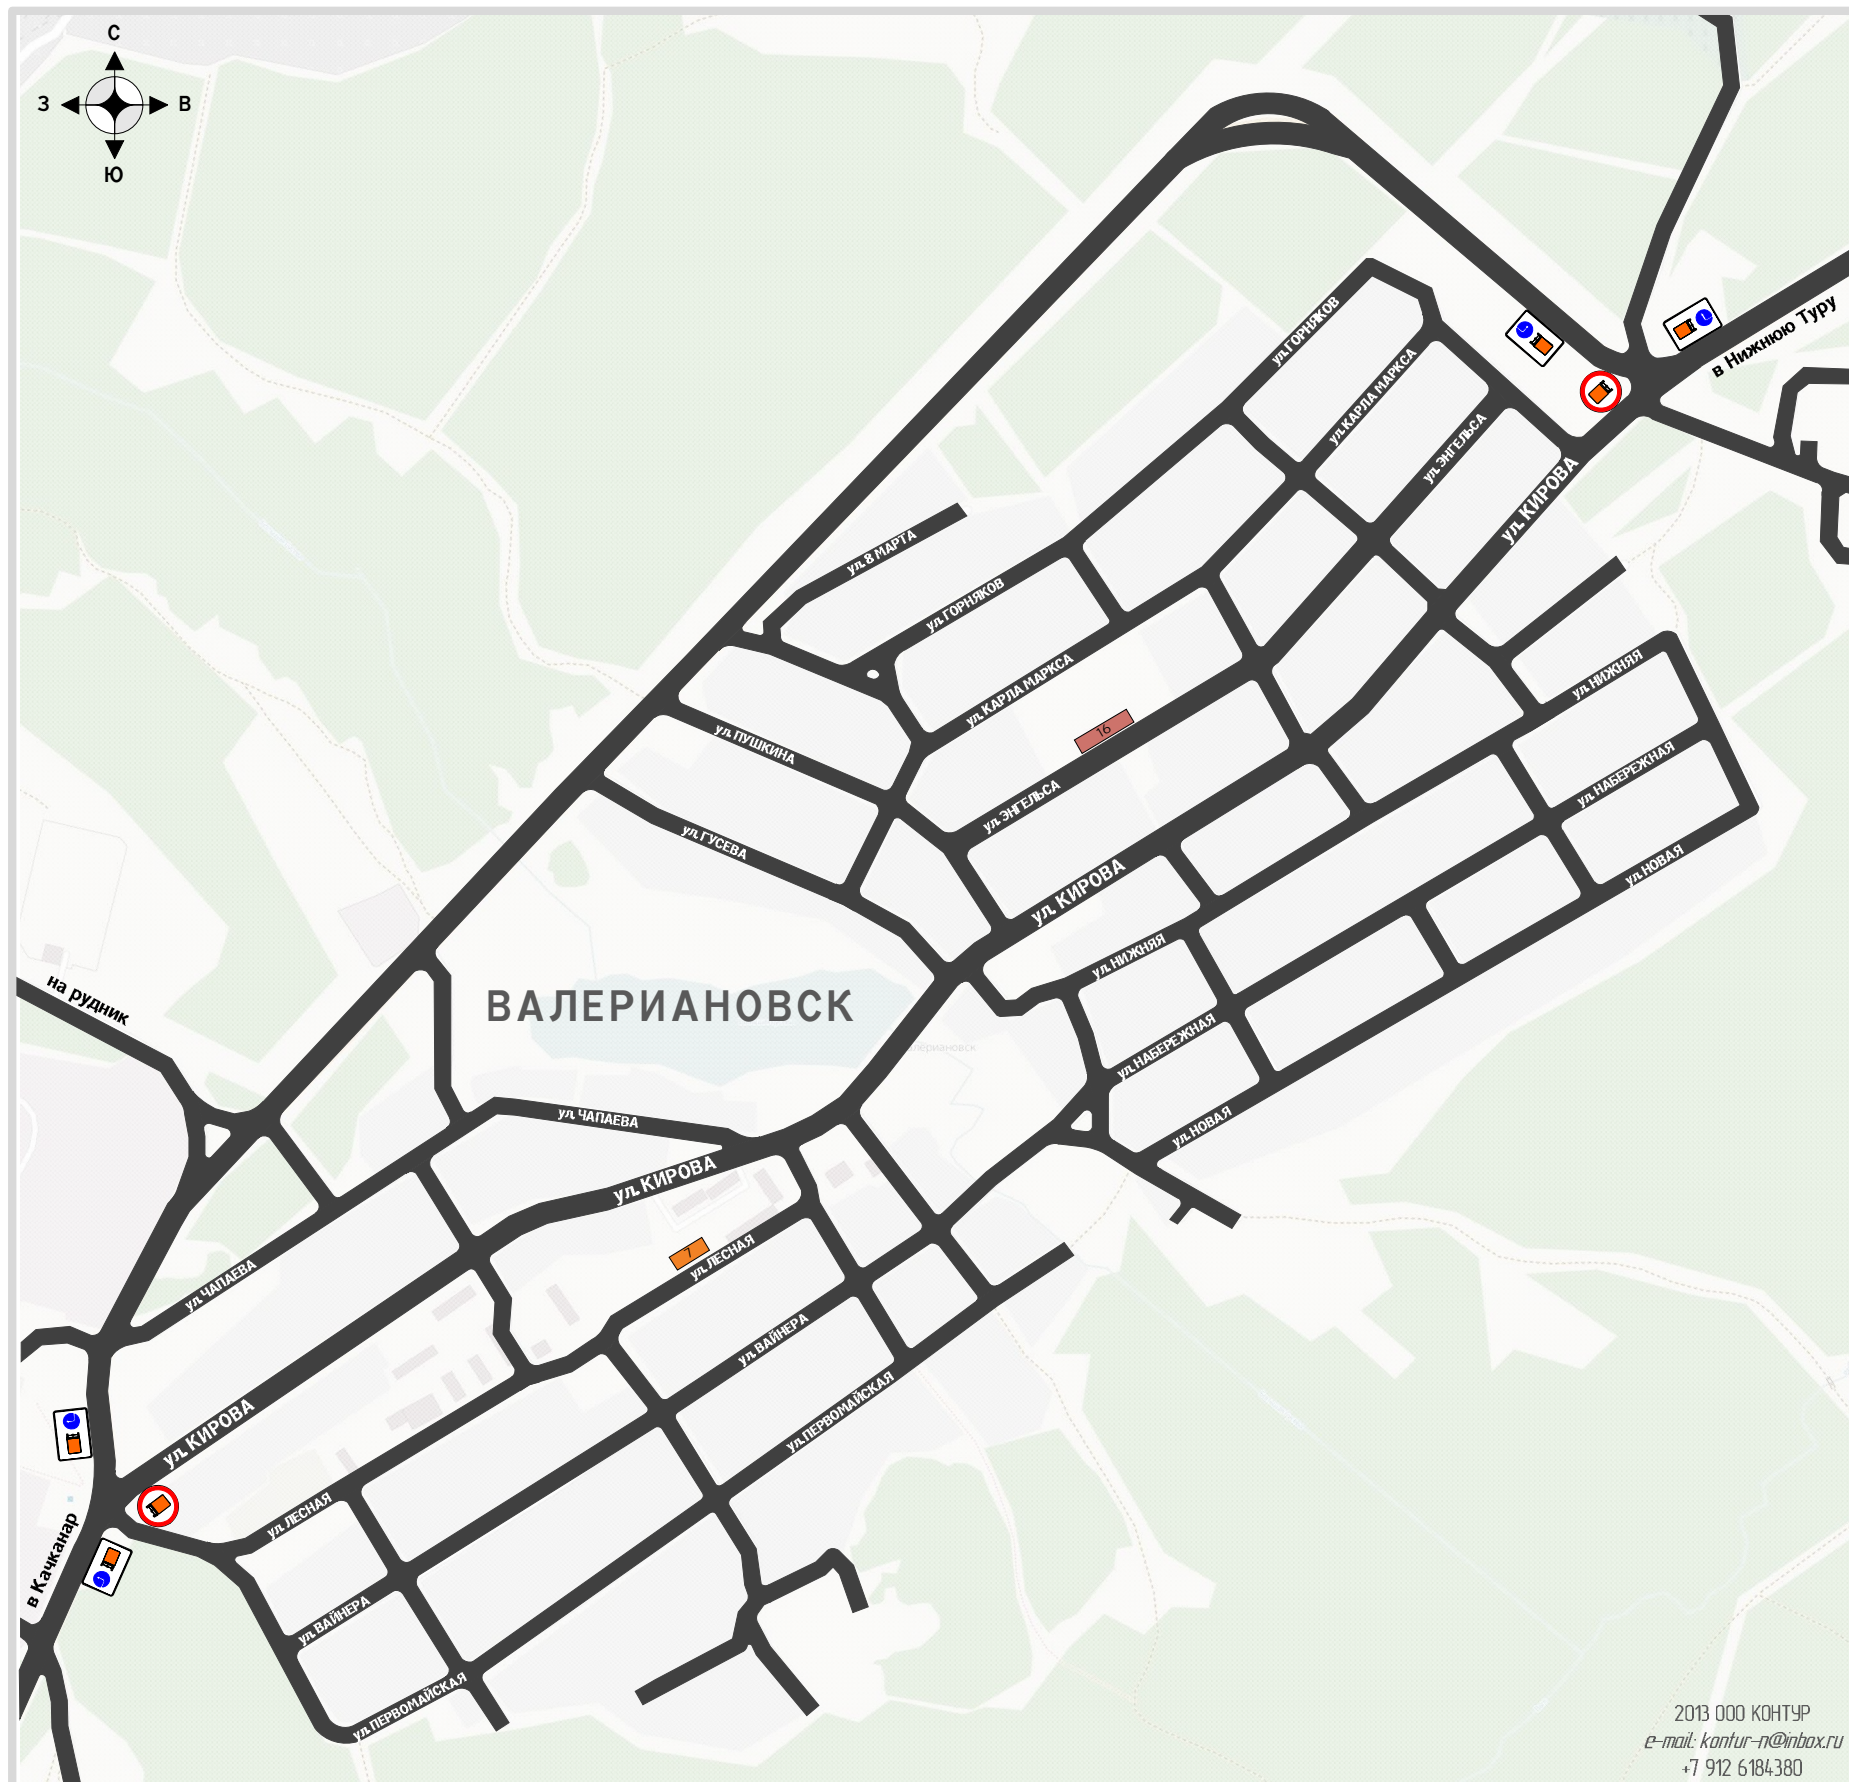 С
З
В
Ю
в Нижнюю Туру
ул. ГОРНЯКОВ
ул. КАРЛА МАРКСА
ул. ЭНГЕЛЬСА
ул. КИРОВА
ул. 8 МАРТА
ул. ГОРНЯКОВ
ул. КАРЛА МАРКСА
ул. НИЖНЯЯ
16
ул. ПУШКИНА
ул. НАБЕРЕЖНАЯ
ул. ЭНГЕЛЬСА
ул. ГУСЕВА
ул. НОВАЯ
ул. КИРОВА
ул. НИЖНЯЯ
на рудник
ВАЛЕРИАНОВСК
ул. НАБЕРЕЖНАЯ
ул. ЧАПАЕВА
ул. НОВАЯ
ул. КИРОВА
7
ул. ЛЕСНАЯ
ул. ЧАПАЕВА
ул. ВАЙНЕРА
ул. ПЕРВОМАЙСКАЯ
ул. КИРОВА
ул. ЛЕСНАЯ
в Качканар
ул. ВАЙНЕРА
ул. ПЕРВОМАЙСКАЯ
2013 ООО КОНТУР
e-mail: kontur-n@inbox.ru
+7 912 6184380